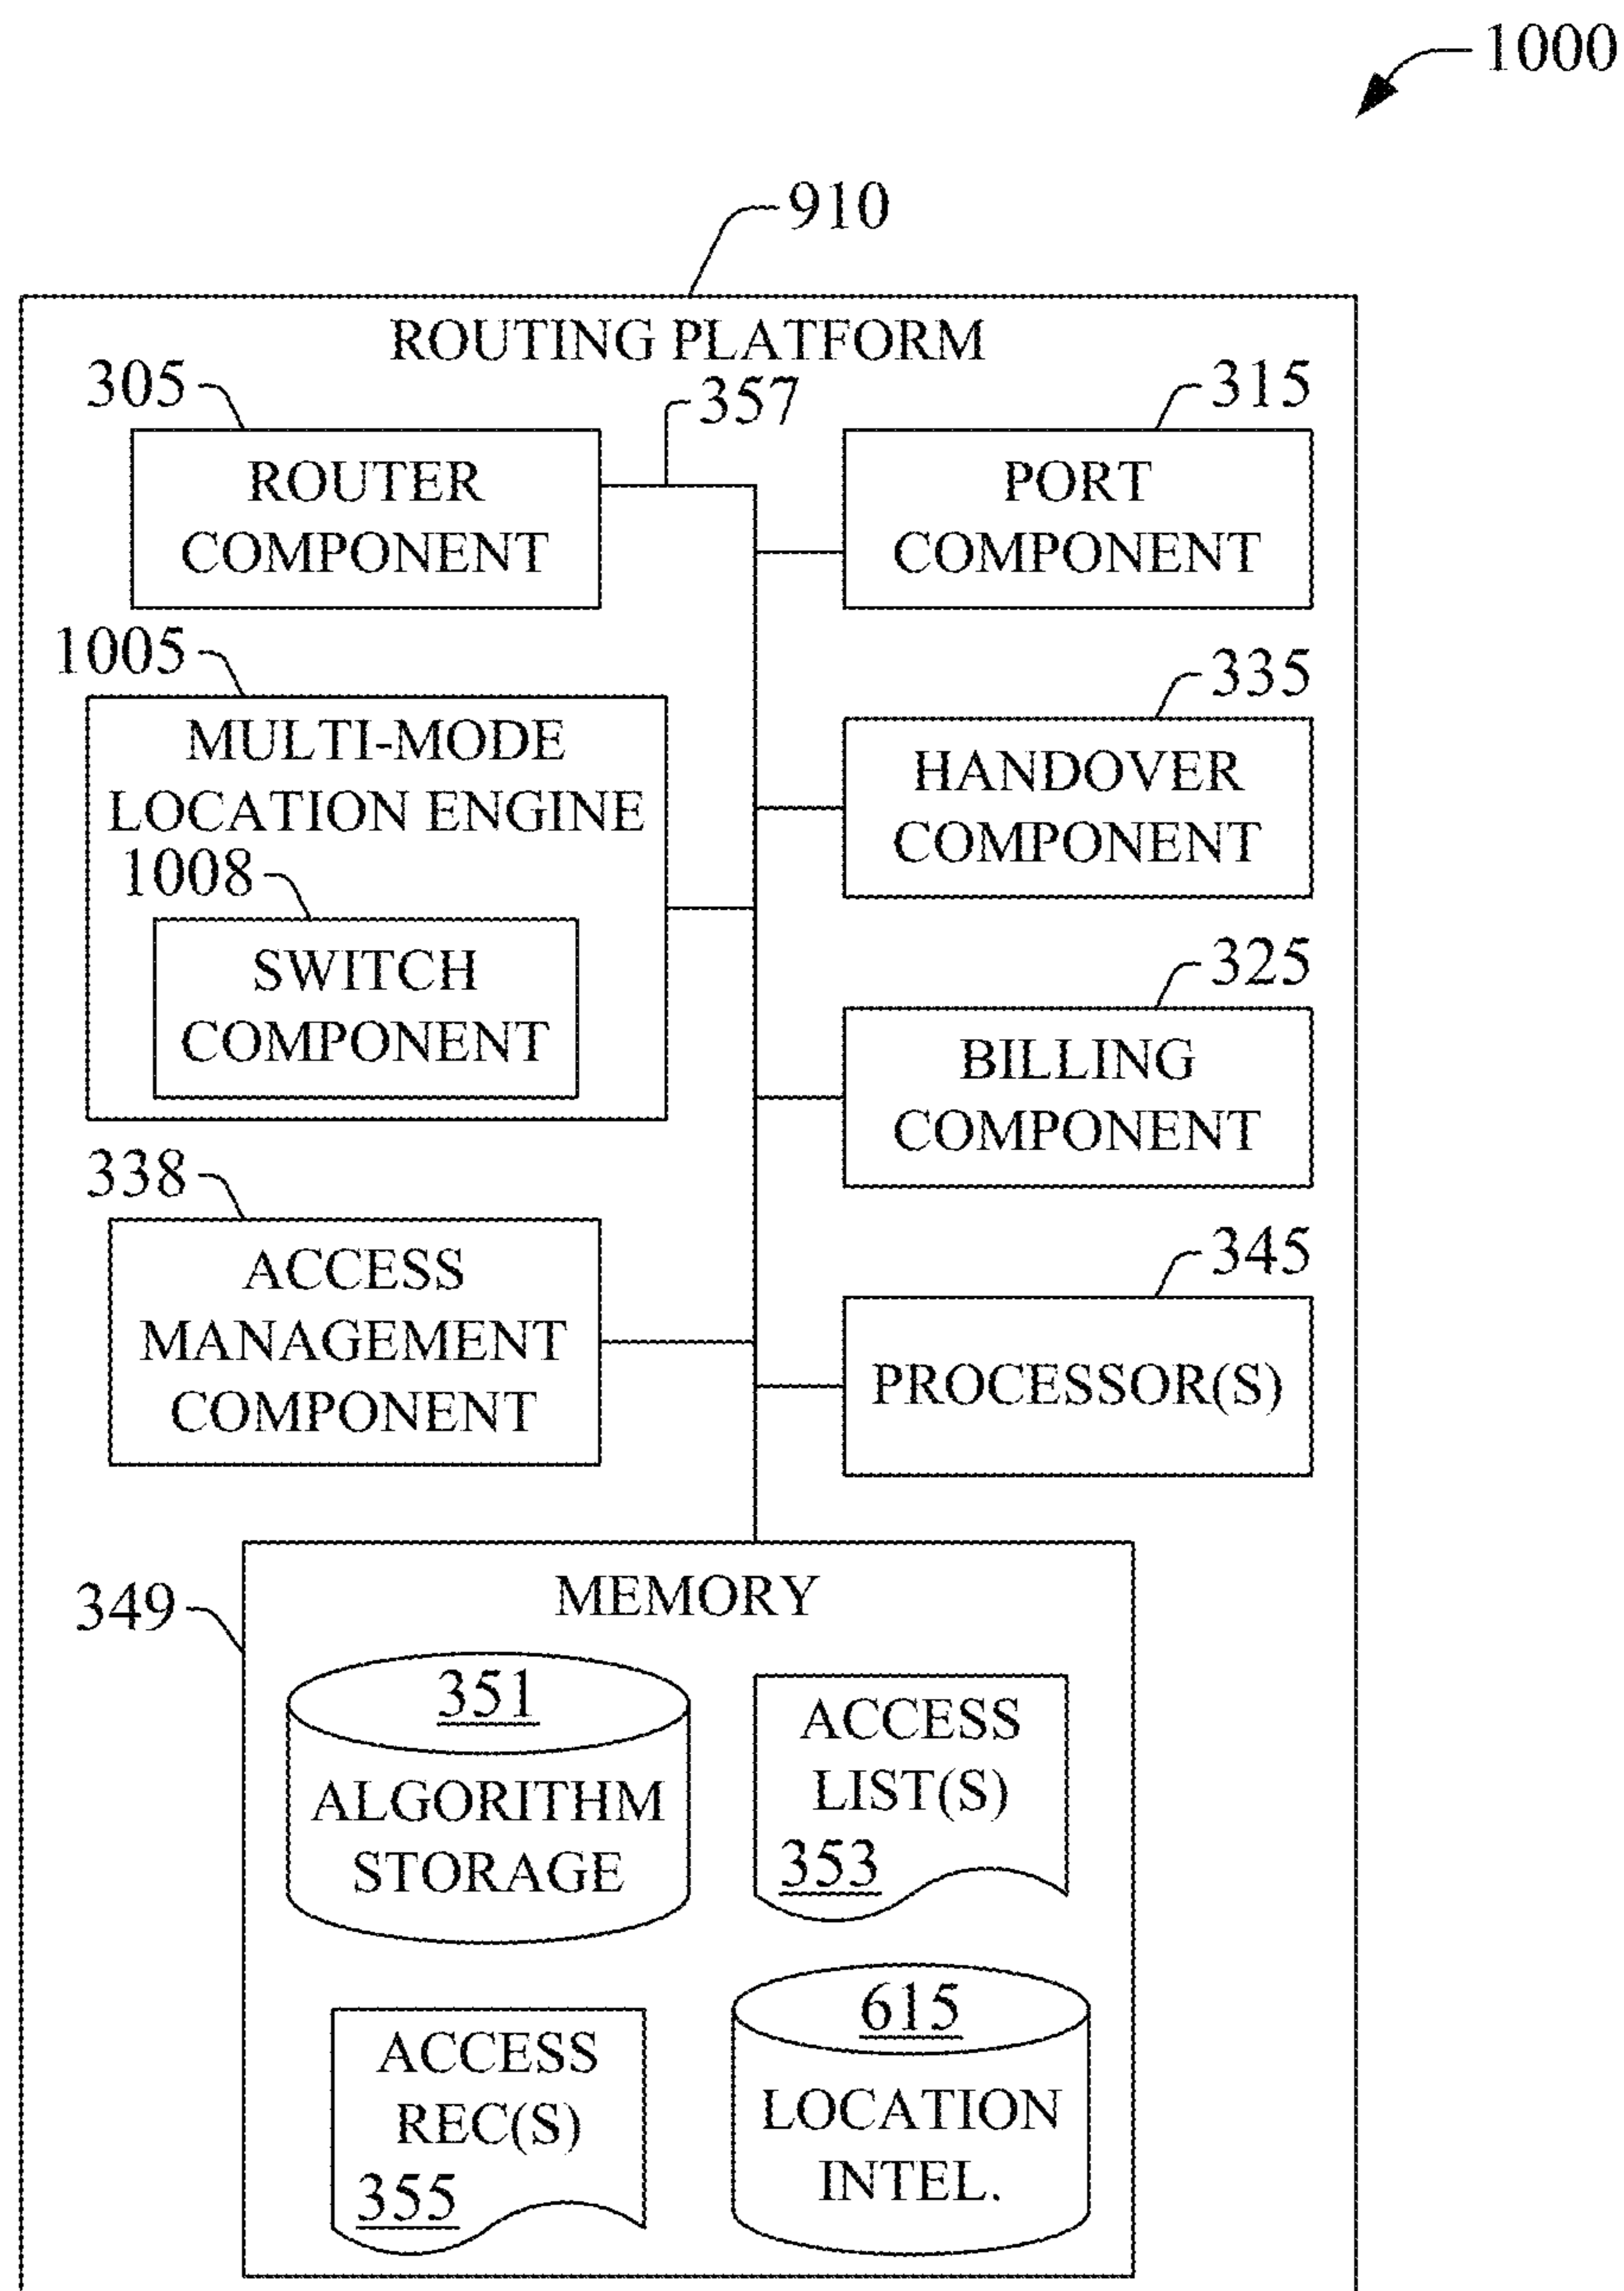 1000
910
ROUTING PLATFORM
305
357
315
ROUTER
COMPONENT
PORT
COMPONENT
1005
335
MULTI-MODE
LOCATION ENGINE
HANDOVER
COMPONENT
1008
SWITCH
COMPONENT
325
BILLING
COMPONENT
338
345
ACCESS
MANAGEMENT
COMPONENT
PROCESSOR(S)
349
MEMORY
351
ALGORITHM
STORAGE
ACCESS
LIST(S)
353
ACCESS
REC(S)
355
615
LOCATION
INTEL.